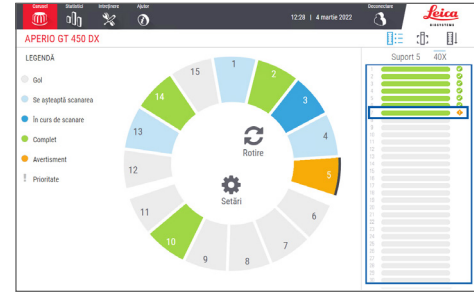 Carusel Statistici Întreținere Ajutor
12:28 | 4 martie 2022
Deconectare
Leica
BIOSYSTEMS
APERIO GT 450 DX
LEGENDĂ
Gol
Se așteaptă scanarea
În curs de scanare
Complet
Avertisment
! Prioritate
1
2
3
4
5
6
7
8
9
10
11
12
13
14
15
Rotire
Setări
Suport 5 40X